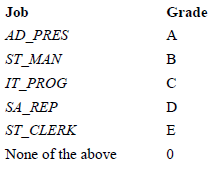 Job Grade
AD_PRES A
ST_MAN B
IT_PROG C
SA_REP D
ST_CLERK E
None of the above 0